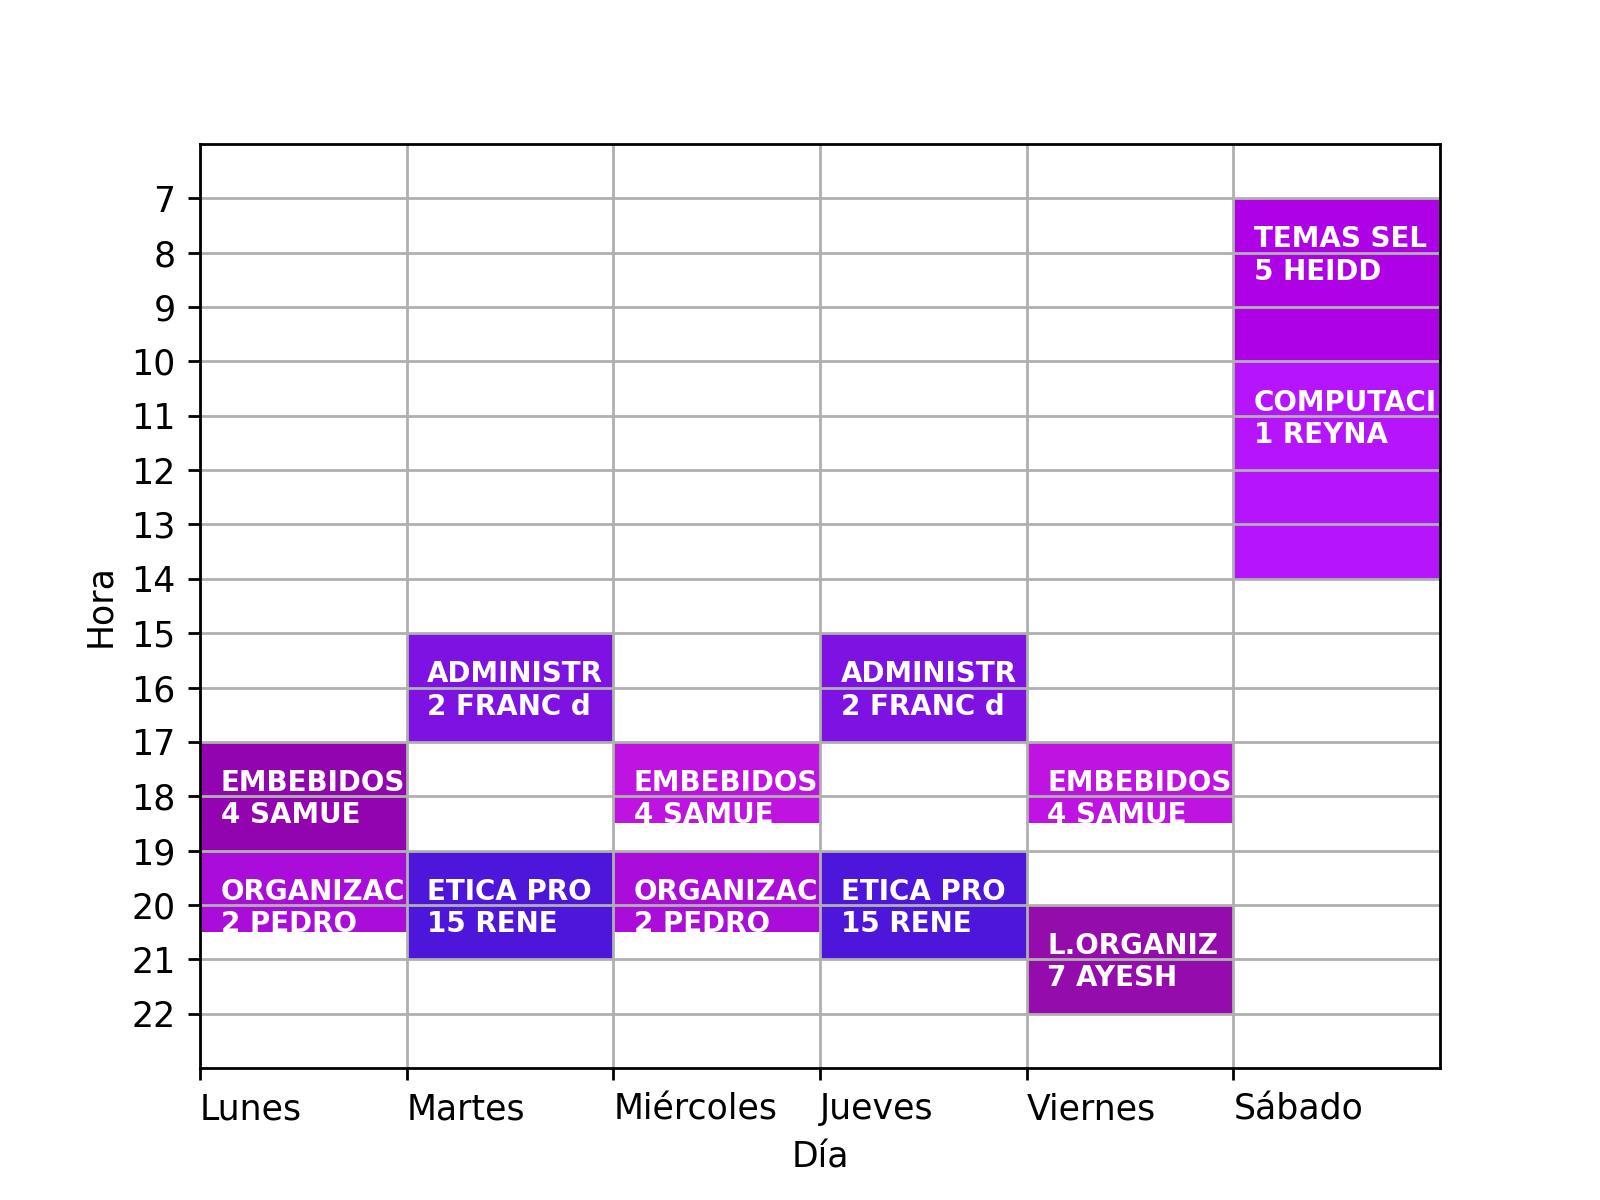 7
8
9
10
11
12
13
14
15
16
17
18
19
20
21
22
Hora
TEMAS SEL
5 HEIDD
COMPUTACI
1 REYNA
ADMINISTR
2 FRANC d
ADMINISTR
2 FRANC d
EMBEBIDOS
4 SAMUE
EMBEBIDOS
4 SAMUE
EMBEBIDOS
4 SAMUE
ORGANIZAC
2 PEDRO
ETICA PRO
15 RENE
ORGANIZAC
2 PEDRO
ETICA PRO
15 RENE
L.ORGANIZ
7 AYESH
Lunes
Martes
Miércoles
Jueves
Viernes
Sábado
Día